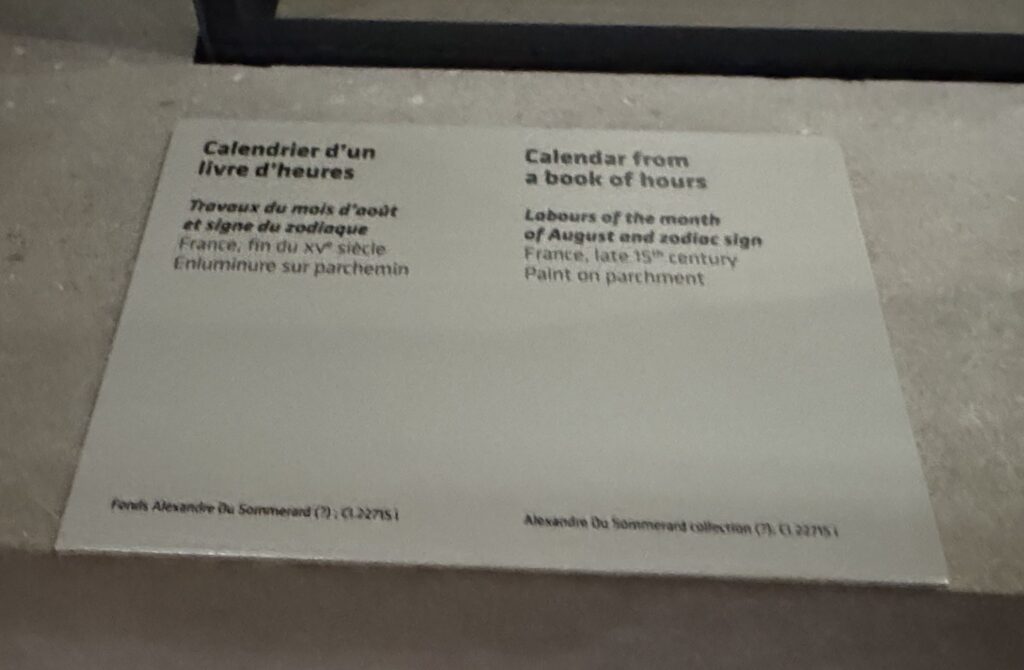 Calendrier d'un
livre d'heures
Travaux du mois d'août
et signe du zodiaque
France, fin du XVe siècle
Enluminure sur parchemin
Fonds Alexandre Du Sommerard (?) ; Cl. 22715 i
Calendar from
a book of hours
Labours of the month
of August and zodiac sign
France, late 15th century
Paint on parchment
Alexandre Du Sommerard collection (?); Cl. 22715 i